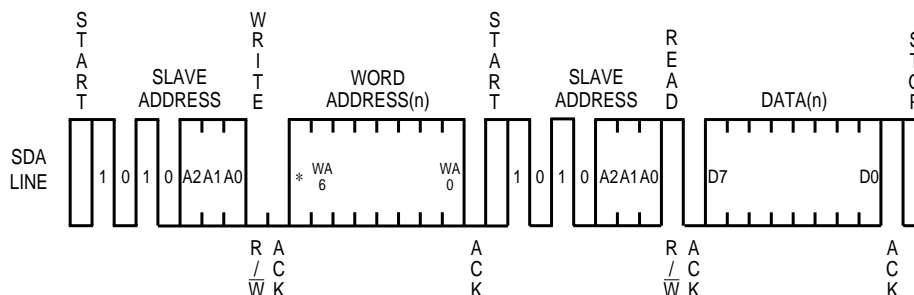 START
WRITE
START
READ
STOP
SLAVE
ADDRESS
WORD
ADDRESS(n)
SLAVE
ADDRESS
DATA(n)
SDA
LINE
1 0 1 0 A2 A1 A0
* WA
6
WA
0
1 0 1 0 A2 A1 A0
D7 D0
R/W
ACK
ACK
R/W
ACK
ACK